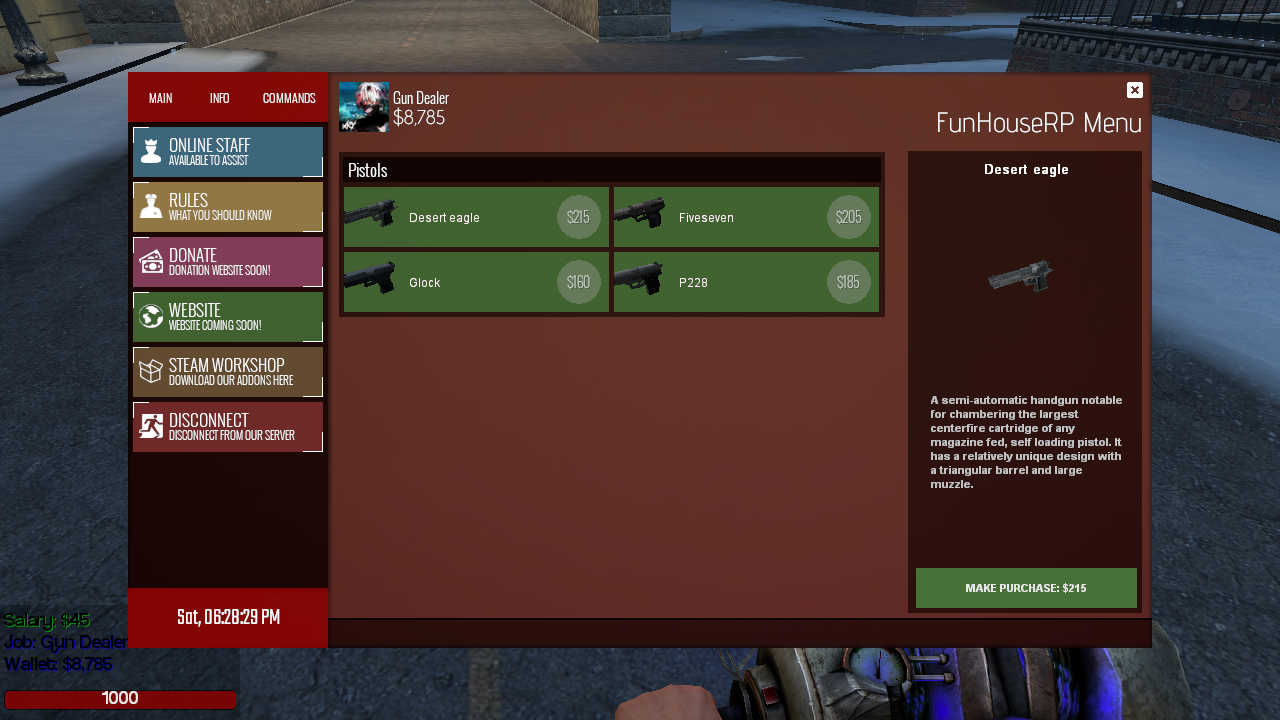 MAIN
INFO
COMMANDS
ONLINE STAFF
AVAILABLE TO ASSIST
RULES
WHAT YOU SHOULD KNOW
DONATE
DONATION WEBSITE SOON!
WEBSITE
WEBSITE COMING SOON!
STEAM WORKSHOP
DOWNLOAD OUR ADDONS HERE
DISCONNECT
DISCONNECT FROM OUR SERVER
Sat, 06:28:29 PM
Gun Dealer
$8,785
FunHouseRP Menu
Pistols
Desert eagle $215
Fiveseven $205
Glock $160
P228 $185
Desert eagle
A semi-automatic handgun notable
for chambering the largest
centerfire cartridge of any
magazine fed, self loading pistol. It
has a relatively unique design with
a triangular barrel and large
muzzle.
MAKE PURCHASE: $215
Salary: $45
Job: Gun Dealer
Wallet: $8,785
1000